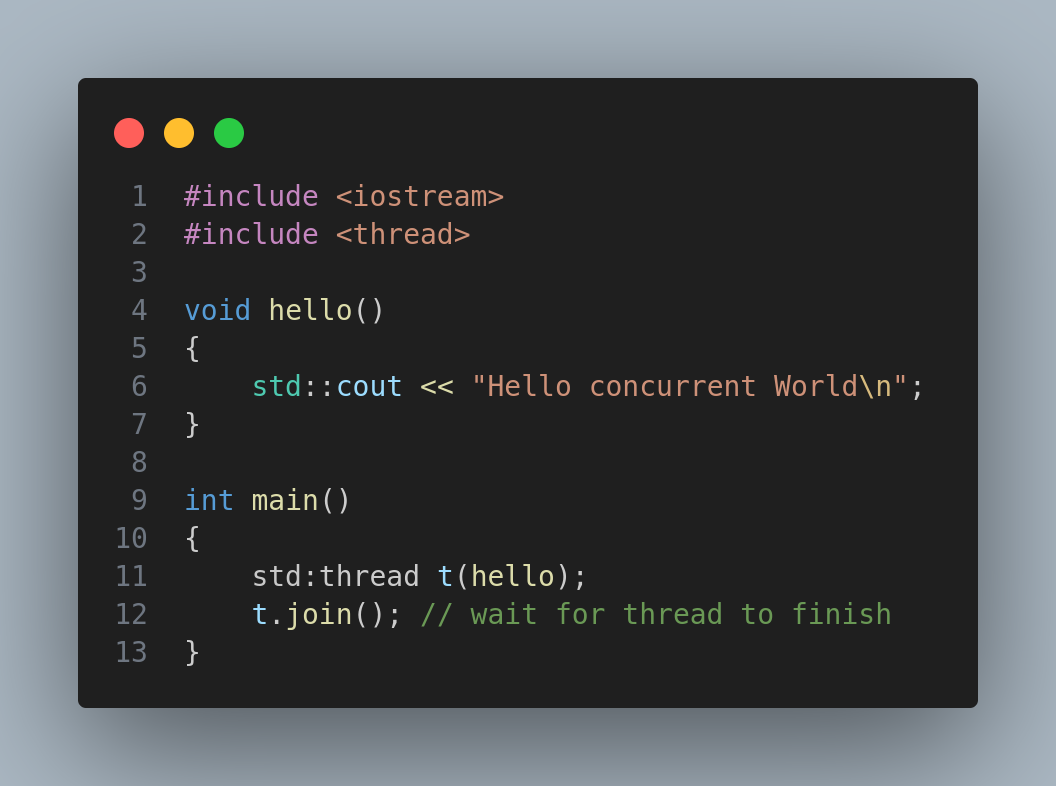 1 #include <iostream>
2 #include <thread>
3
4 void hello()
5 {
6     std::cout << "Hello concurrent World\n";
7 }
8
9 int main()
10 {
11     std:thread t(hello);
12     t.join(); // wait for thread to finish
13 }